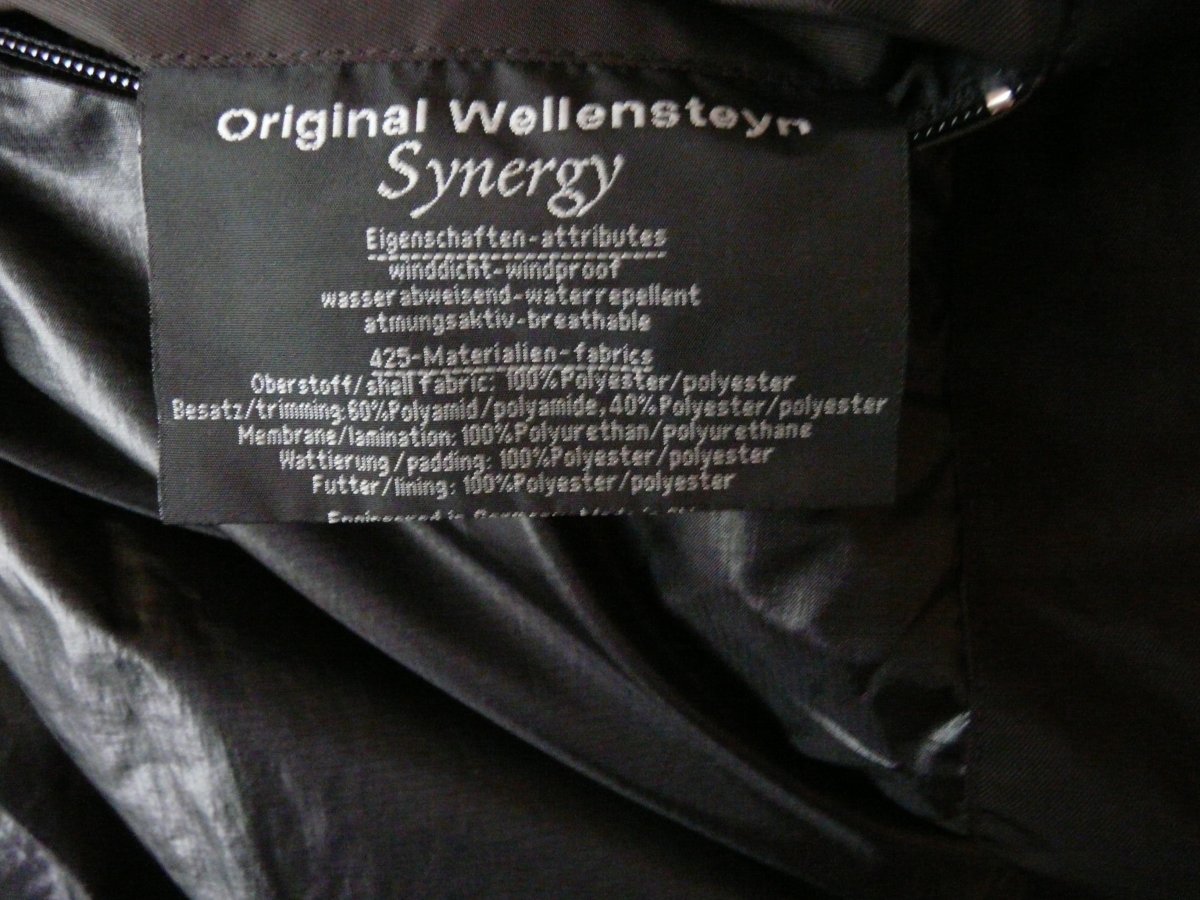 Original Wellensteyn
Synergy
Eigenschaften-attributes
winddicht-windproof
wasserabweisend-waterrepellent
atmungsaktiv-breathable
425-Materialien-fabrics
Oberstoff/shell fabric: 100%Polyester/polyester
Besatz/trimming:60%Polyamid/polyamide,40%Polyester/polyester
Membrane/lamination: 100%Polyurethan/polyurethane
Wattierung/padding: 100%Polyester/polyester
Futter/lining: 100%Polyester/polyester
Engineered in